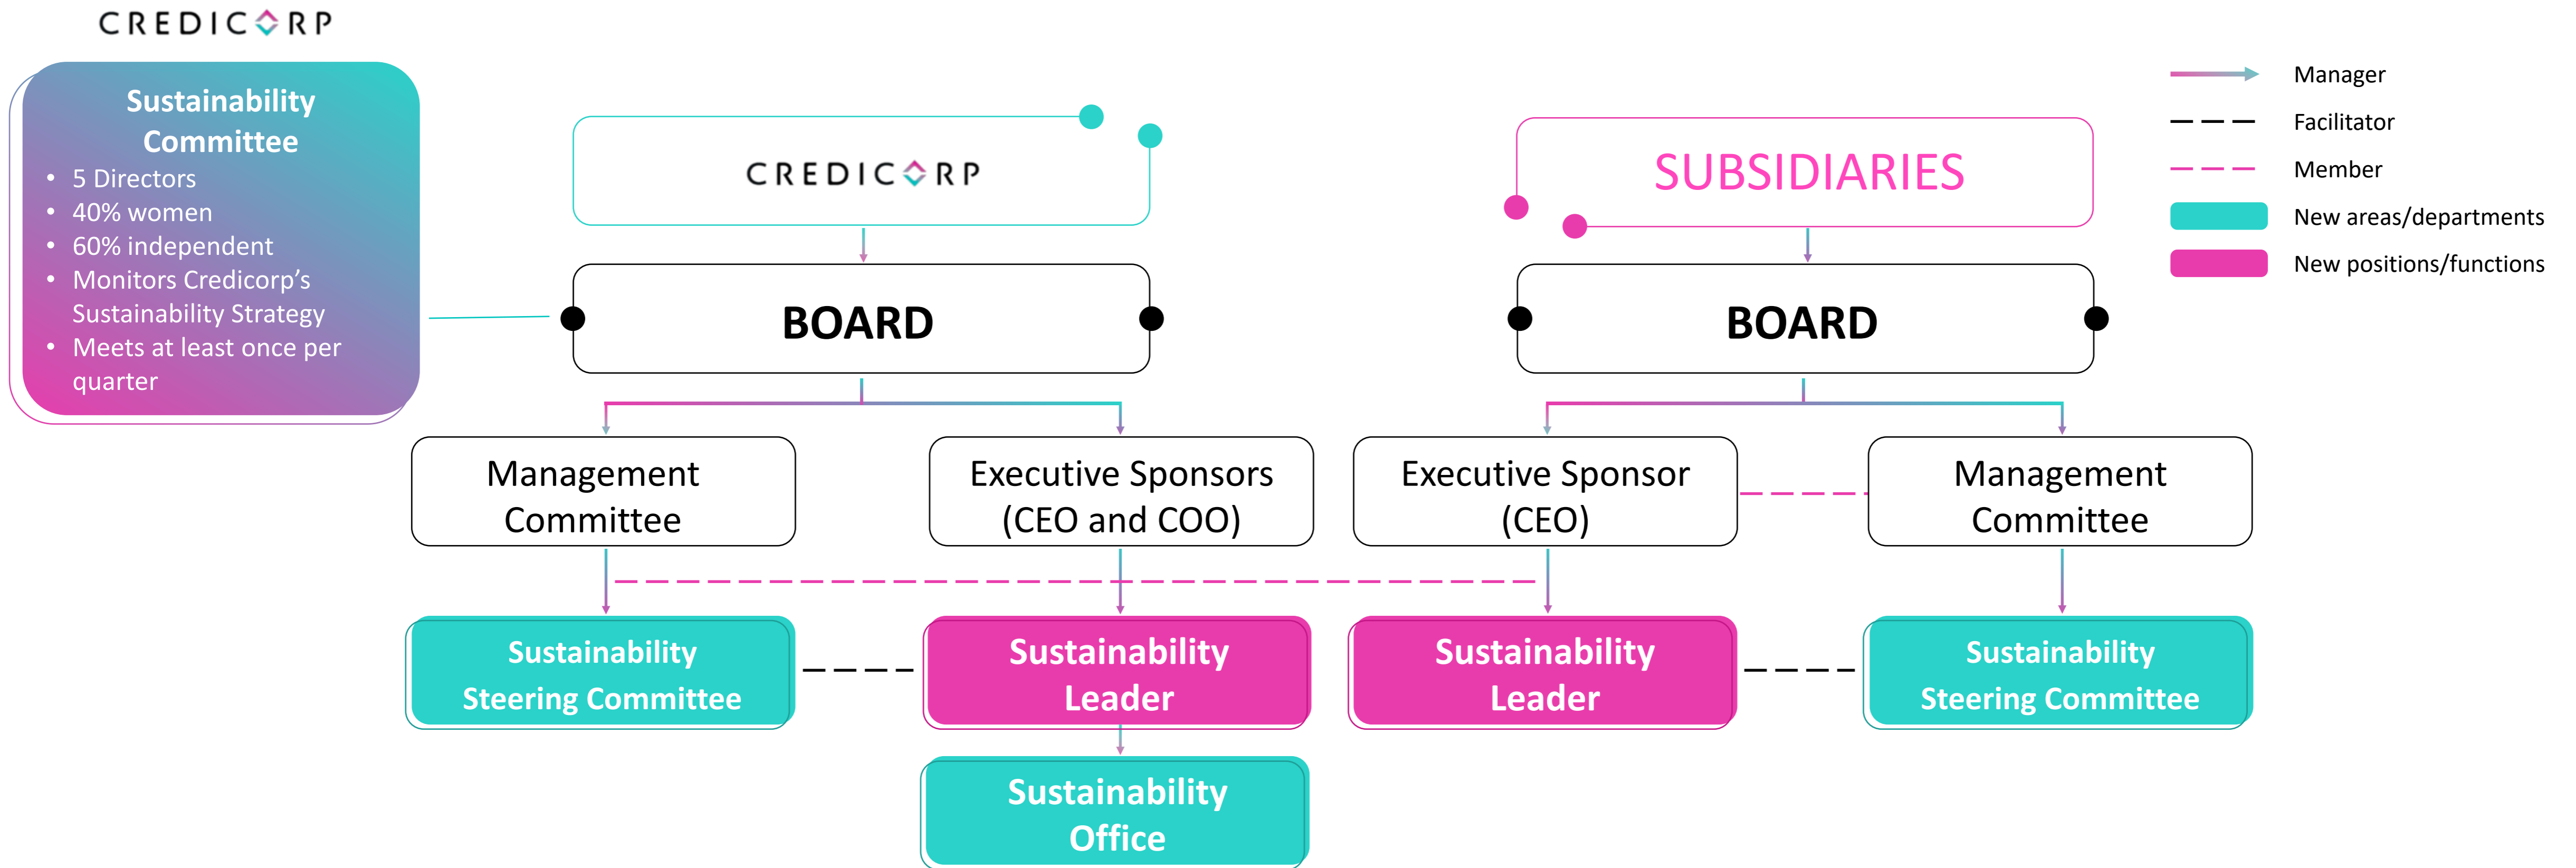 CREDICORP
Sustainability
Committee
• 5 Directors
• 40% women
• 60% independent
• Monitors Credicorp’s
Sustainability Strategy
• Meets at least once per
quarter
CREDICORP
BOARD
Management
Committee
Executive Sponsors
(CEO and COO)
Sustainability
Steering Committee
Sustainability
Leader
Sustainability
Office
SUBSIDIARIES
BOARD
Executive Sponsor
(CEO)
Management
Committee
Sustainability
Leader
Sustainability
Steering Committee
Manager
Facilitator
Member
New areas/departments
New positions/functions